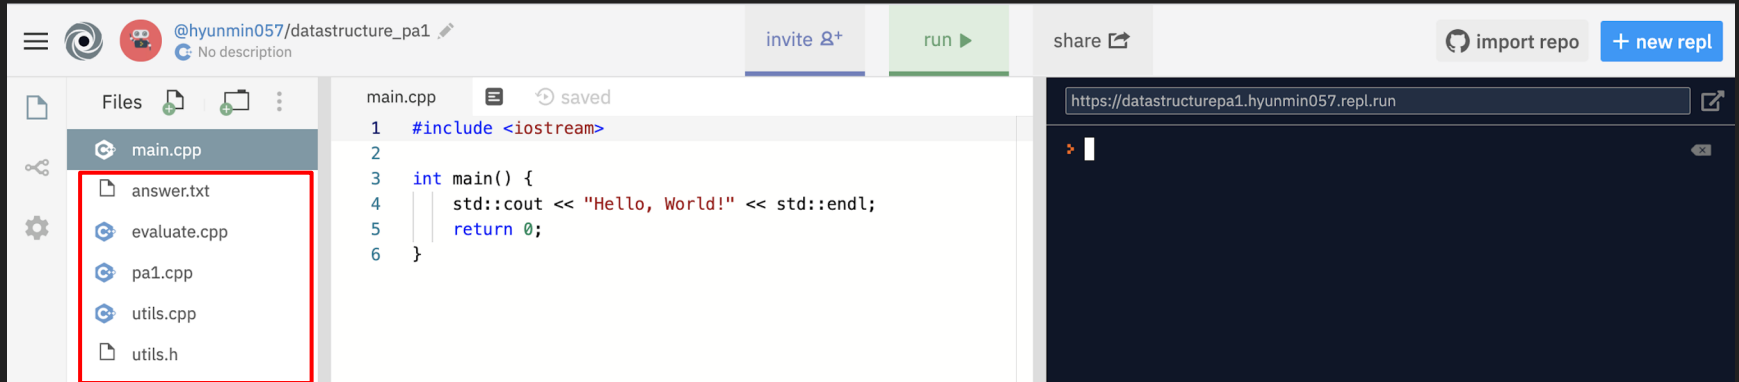 @hyunmin057/datastructure_pa1
No description
invite
run
share
import repo
+ new repl
Files
main.cpp
answer.txt
evaluate.cpp
pa1.cpp
utils.cpp
utils.h
main.cpp
saved
1 #include <iostream>
2
3 int main() {
4 std::cout << "Hello, World!" << std::endl;
5 return 0;
6 }
https://datastructurepa1.hyunmin057.repl.run